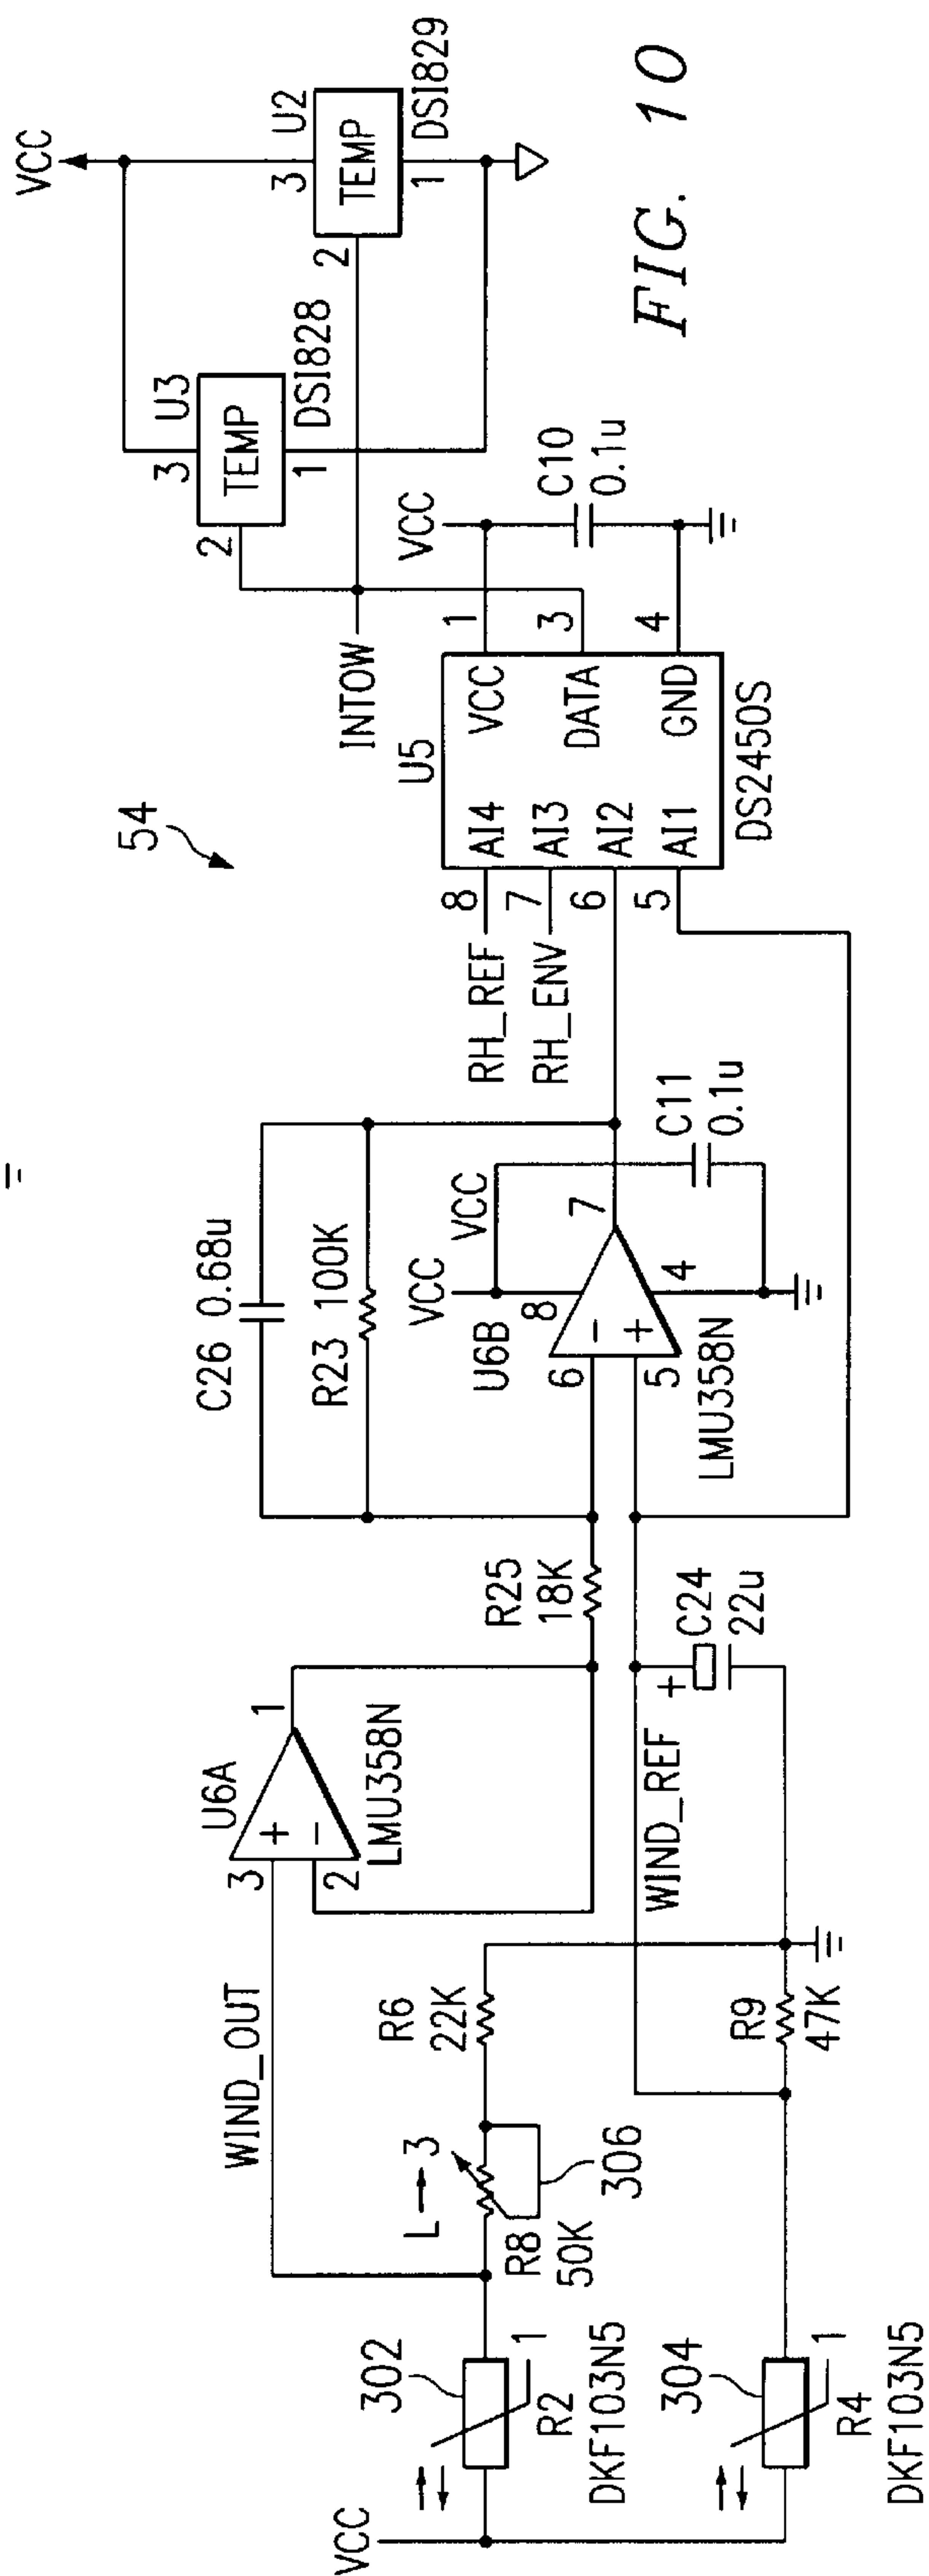 VCC
302
R2
1
DKF103N5
304
R4
1
DKF103N5
L
3
R8
50K
306
R6
22K
R9
47K
WIND_OUT
WIND_REF
U6A
3
+
2
−
1
LMU358N
+
C24
22u
R25
18K
C26 0.68u
R23 100K
VCC
VCC
U6B
8
6
−
5
+
7
4
LMU358N
C11
0.1u
54
RH_REF
RH_ENV
8
7
6
5
U5
AI4
AI3
AI2
AI1
VCC
DATA
GND
DS2450S
1
3
4
VCC
C10
0.1u
INTOW
U3
3
TEMP
2
1
DSI828
VCC
U2
3
TEMP
2
1
DSI829
FIG. 10